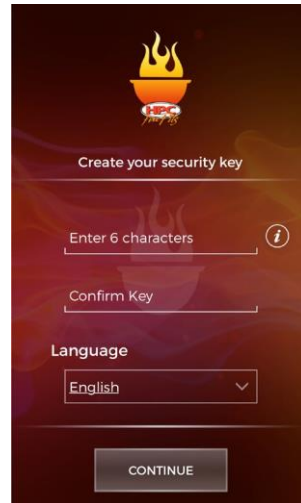 HPC
Create your security key
Enter 6 characters
i
Confirm Key
Language
English
CONTINUE